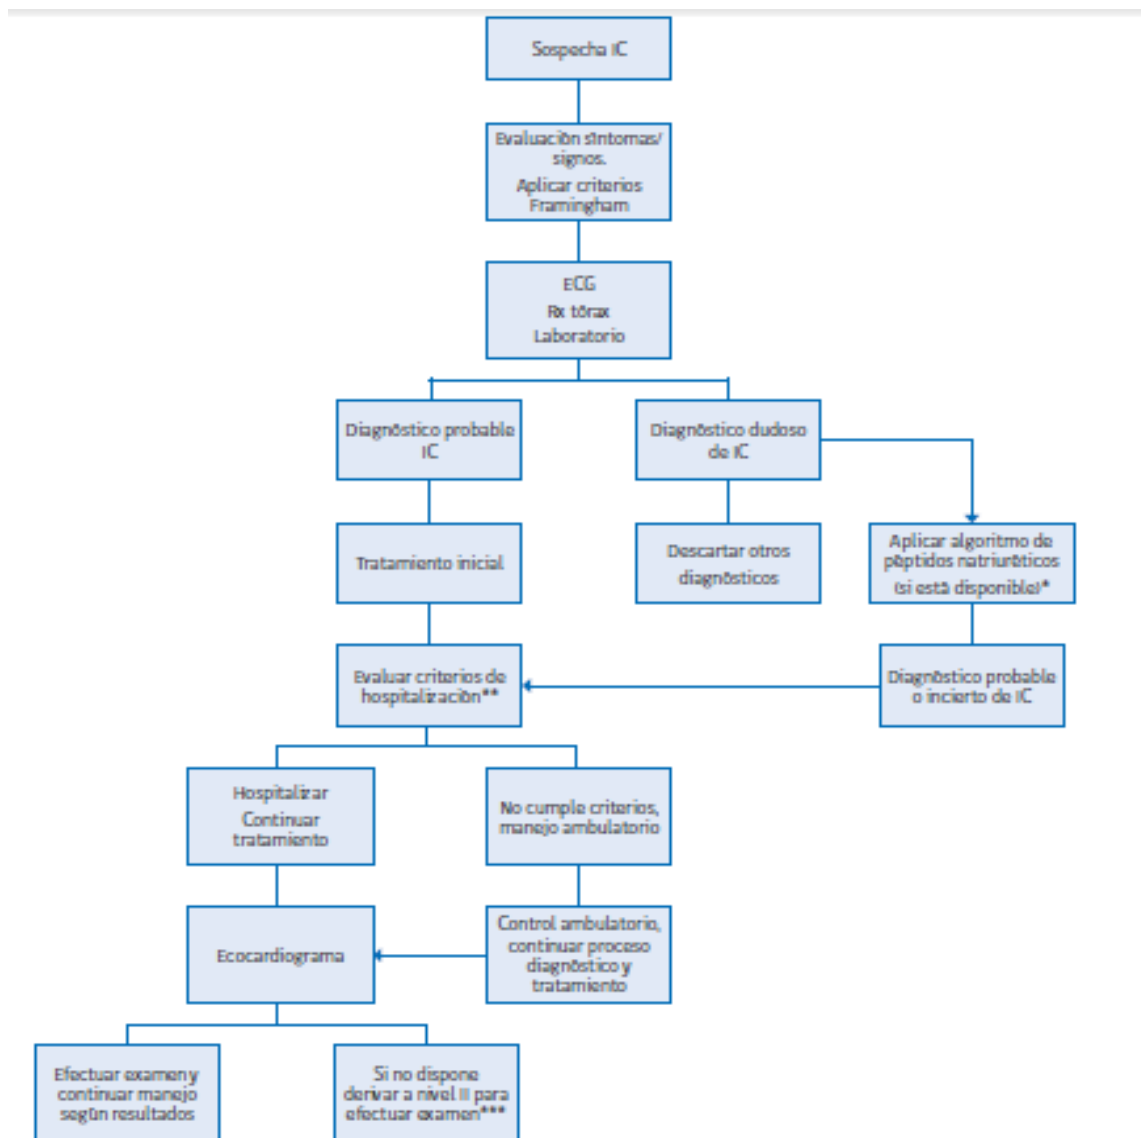 Sospecha IC
Evaluación síntomas/
signos.
Aplicar criterios
Framingham
ECG
Rx tórax
Laboratorio
Diagnóstico probable
IC
Diagnóstico dudoso
de IC
Tratamiento inicial
Descartar otros
diagnósticos
Aplicar algoritmo de
péptidos natriuréticos
(si está disponible)*
Evaluar criterios de
hospitalización**
Diagnóstico probable
o incierto de IC
Hospitalizar
Continuar
tratamiento
No cumple criterios,
manejo ambulatorio
Ecocardiograma
Control ambulatorio,
continuar proceso
diagnóstico y
tratamiento
Efectuar examen y
continuar manejo
según resultados
Si no dispone
derivar a nivel II para
efectuar examen***